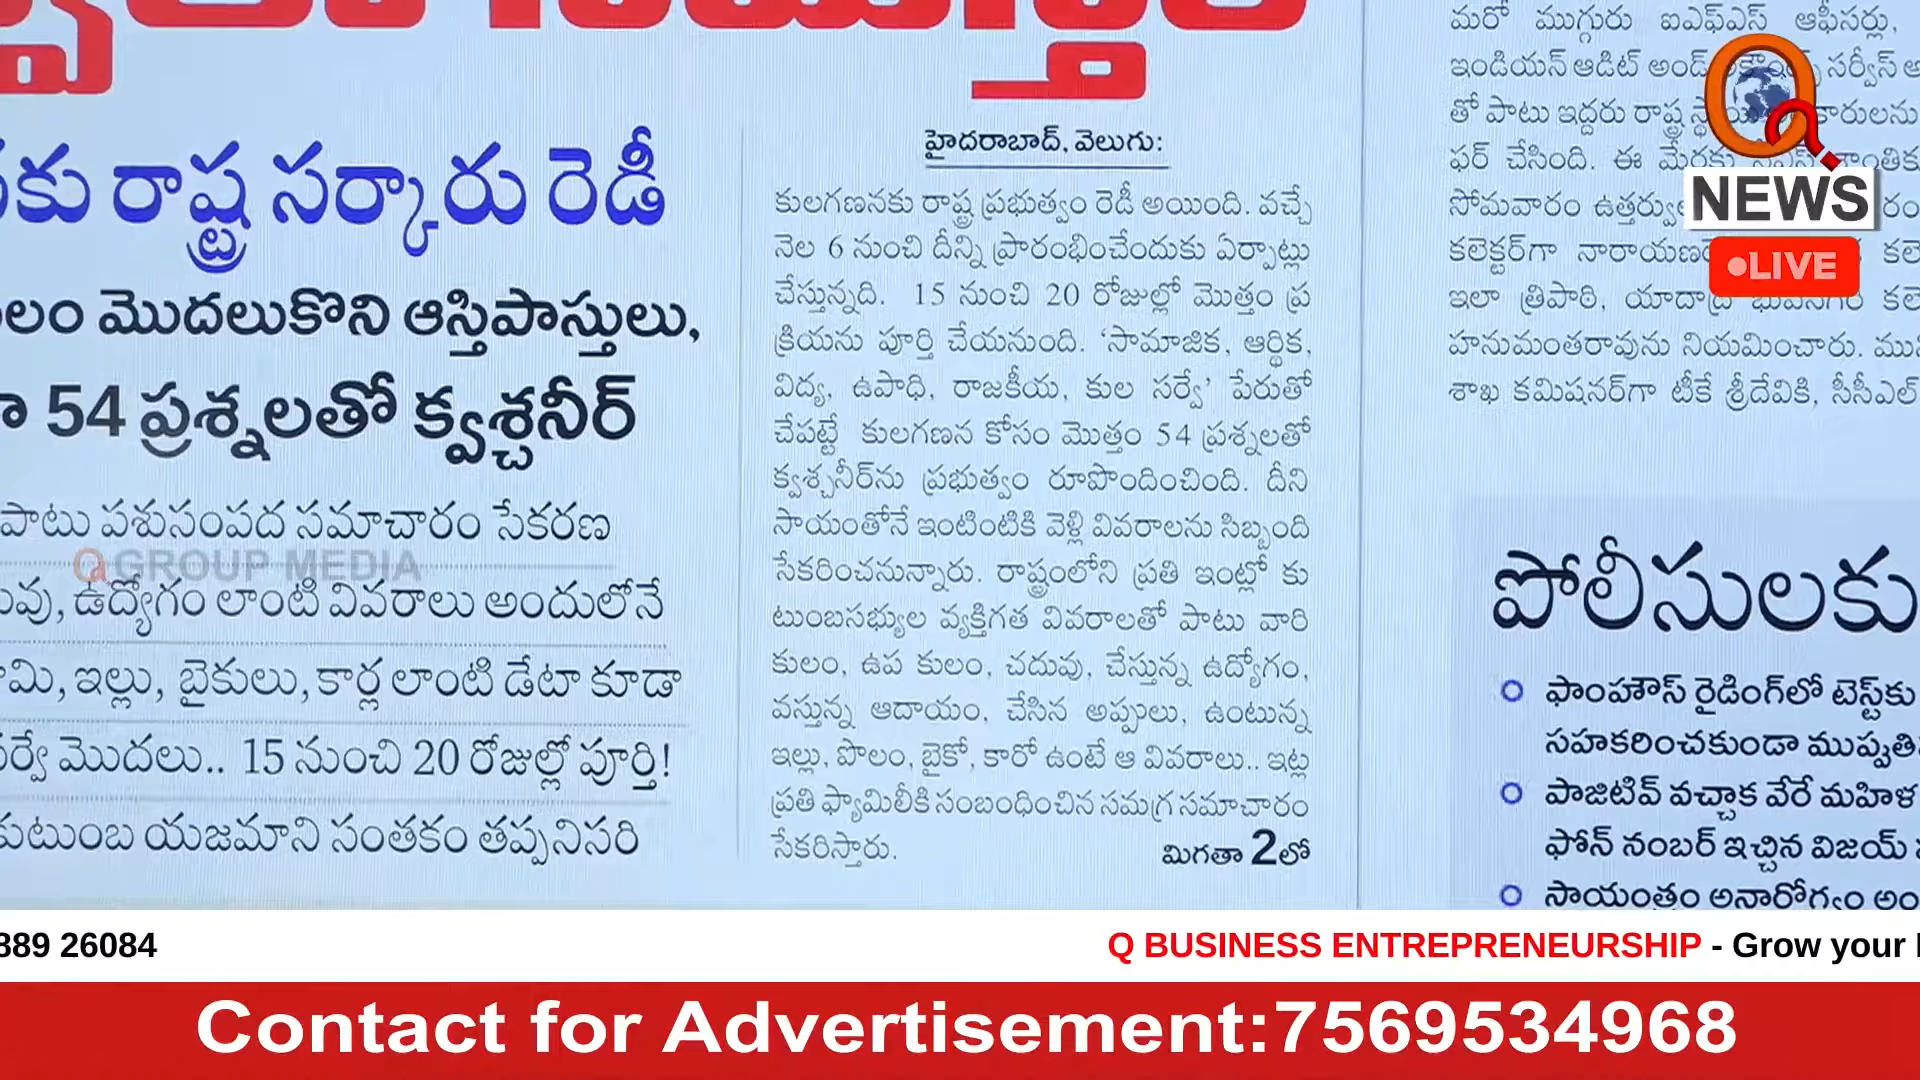 నకు రాష్ట్ర సర్కారు రెడీ
లం మొదలుకొని ఆస్తిపాస్తులు,
54 ప్రశ్నలతో క్వశ్చనీర్
పాటు పశుసంపద సమాచారం సేకరణ
వు, ఉద్యోగం లాంటి వివరాలు అందులోనే
మి, ఇల్లు, బైకులు, కార్ల లాంటి డేటా కూడా
ర్వే మొదలు.. 15 నుంచి 20 రోజుల్లో పూర్తి!
కుటుంబ యజమాని సంతకం తప్పనిసరి
Q GROUP MEDIA
హైదరాబాద్, వెలుగు:
కులగణనకు రాష్ట్ర ప్రభుత్వం రెడీ అయింది. వచ్చే
నెల 6 నుంచి దీన్ని ప్రారంభించేందుకు ఏర్పాట్లు
చేస్తున్నది. 15 నుంచి 20 రోజుల్లో మొత్తం ప్ర
క్రియను పూర్తి చేయనుంది. ‘సామాజిక, ఆర్థిక,
విద్య, ఉపాధి, రాజకీయ, కుల సర్వే’ పేరుతో
చేపట్టే కులగణన కోసం మొత్తం 54 ప్రశ్నలతో
క్వశ్చనీర్‌ను ప్రభుత్వం రూపొందించింది. దీని
సాయంతోనే ఇంటింటికి వెళ్లి వివరాలను సిబ్బంది
సేకరించనున్నారు. రాష్ట్రంలోని ప్రతి ఇంట్లో కు
టుంబసభ్యుల వ్యక్తిగత వివరాలతో పాటు వారి
కులం, ఉప కులం, చదువు, చేస్తున్న ఉద్యోగం,
వస్తున్న ఆదాయం, చేసిన అప్పులు, ఉంటున్న
ఇల్లు, పొలం, బైకో, కారో ఉంటే ఆ వివరాలు.. ఇట్ల
ప్రతి ఫ్యామిలీకి సంబంధించిన సమగ్ర సమాచారం
సేకరిస్తారు.
మిగతా 2లో
మరో ముగ్గురు ఐఎఫ్ఎస్ ఆఫీసర్లు,
ఇండియన్ ఆడిట్ అండ్ సర్వీస్
తో పాటు ఇద్దరు రాష్ట్ర
ఫర్ చేసింది. ఈ మేరకు
సోమవారం
కలెక్టర్‌గా
ఇలా త్రిపాఠి, యాదాద్రి భువనగిరి
హనుమంతరావును నియమించారు.
శాఖ కమిషనర్‌గా టీకే శ్రీదేవికి, సీసీఎల్
పోలీసులకు
ఫాంహౌస్ రైడింగ్‌లో టెస్ట్‌కు
సహకరించకుండా
పాజిటివ్ వచ్చాక వేరే మహిళ
ఫోన్ నంబర్ ఇచ్చిన విజయ్
సాయంత్రం అనారోగ్యం
Q
NEWS
LIVE
889 26084
Q BUSINESS ENTREPRENEURSHIP - Grow your
Contact for Advertisement:7569534968